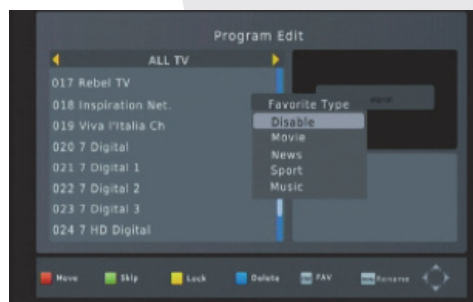 Program Edit
ALL TV
017 Rebel TV
018 Inspiration Net.
019 Viva l'Italia Ch
020 7 Digital
021 7 Digital 1
022 7 Digital 2
023 7 Digital 3
024 7 HD Digital
Favorite Type
Disable
Movie
News
Sport
Music
Move Skip Lock Delete FAV Rename